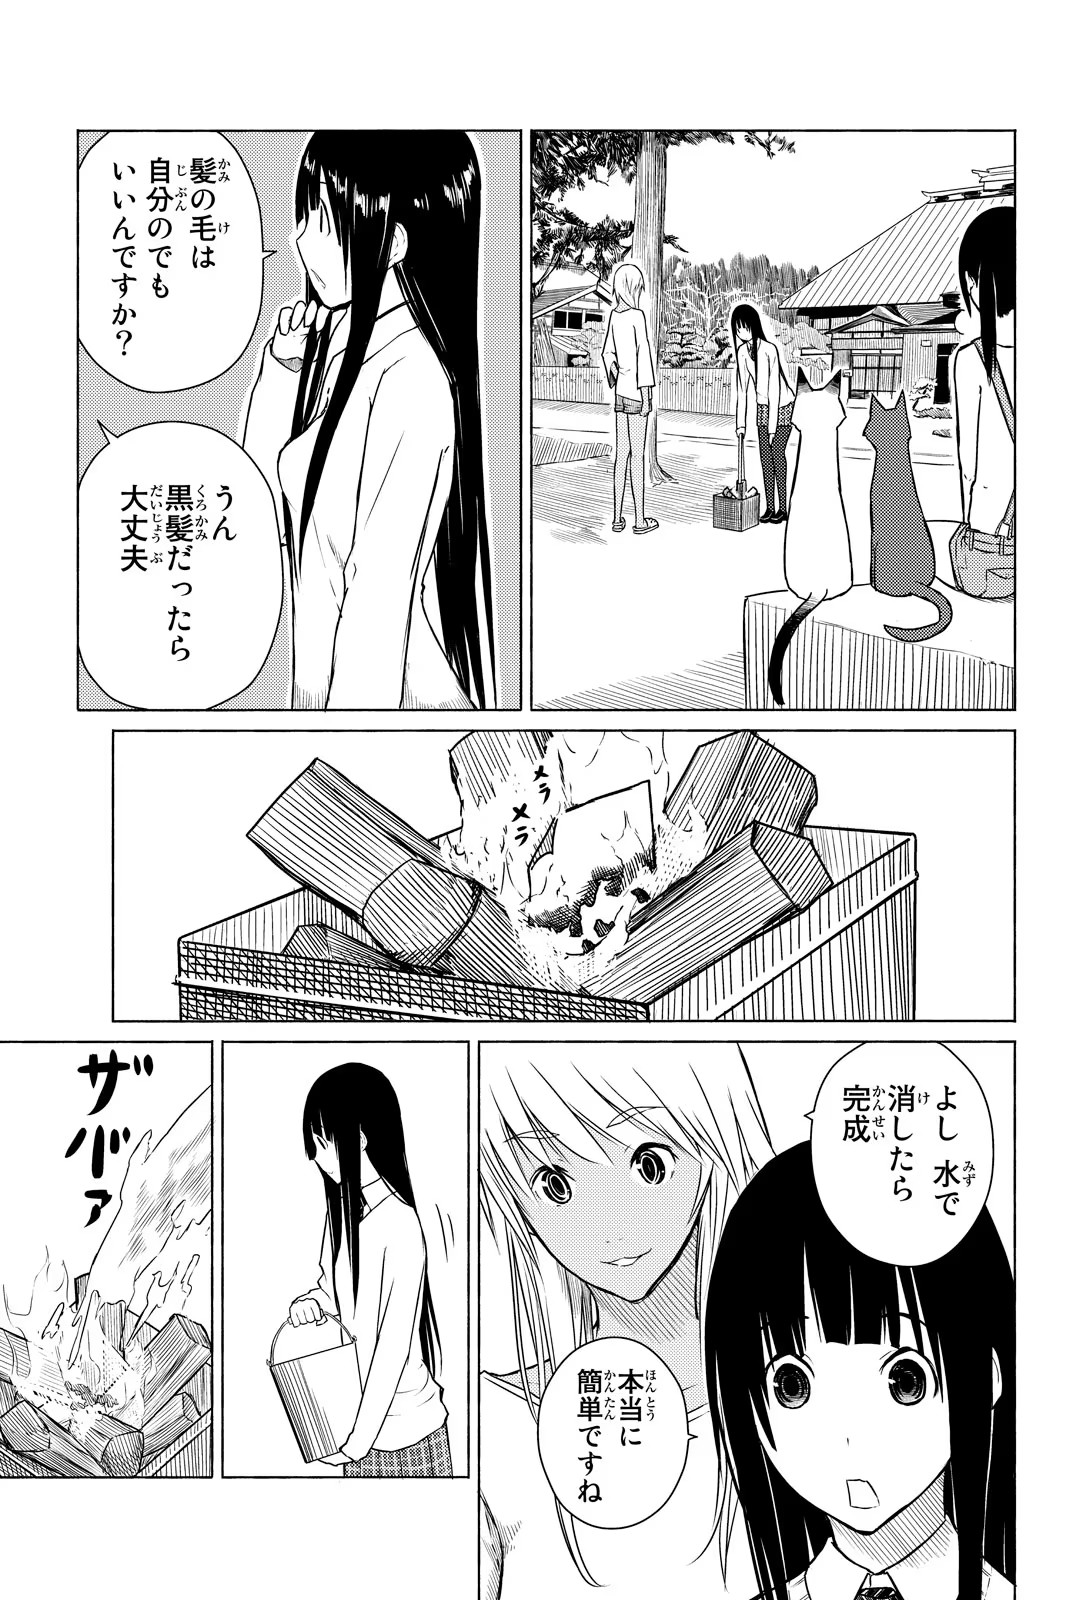 髪の毛は
自分のでも
いいんですか？
うん
黒髪だったら
大丈夫
メラ
メラ
よし 水で
消したら
完成
本当に
簡単ですね
ザバァ